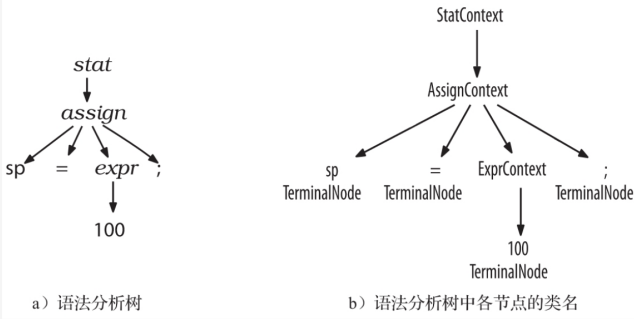 stat
assign
sp = expr ;
100
a）语法分析树
StatContext
AssignContext
sp = ExprContext ;
TerminalNode TerminalNode TerminalNode
100
TerminalNode
b）语法分析树中各节点的类名